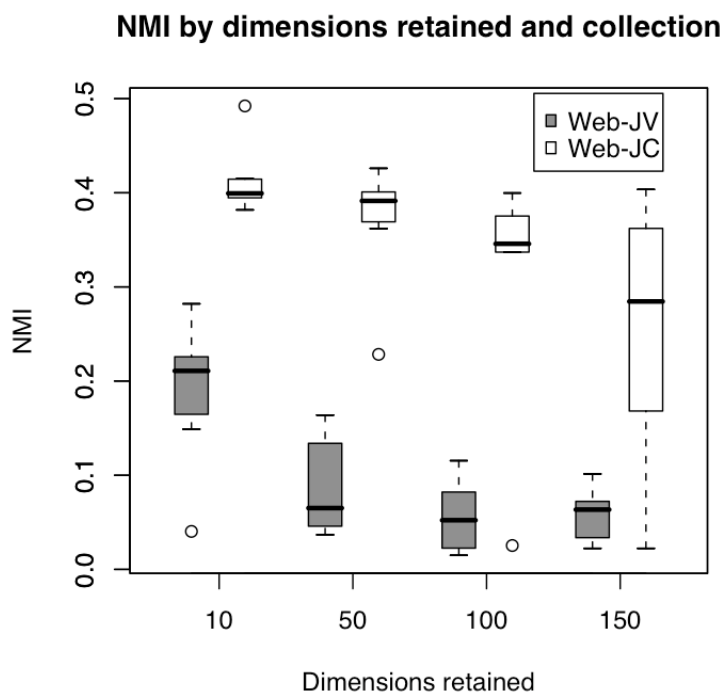 NMI by dimensions retained and collection
Web-JV
Web-JC
NMI
0.5
0.4
0.3
0.2
0.1
0.0
10 50 100 150
Dimensions retained